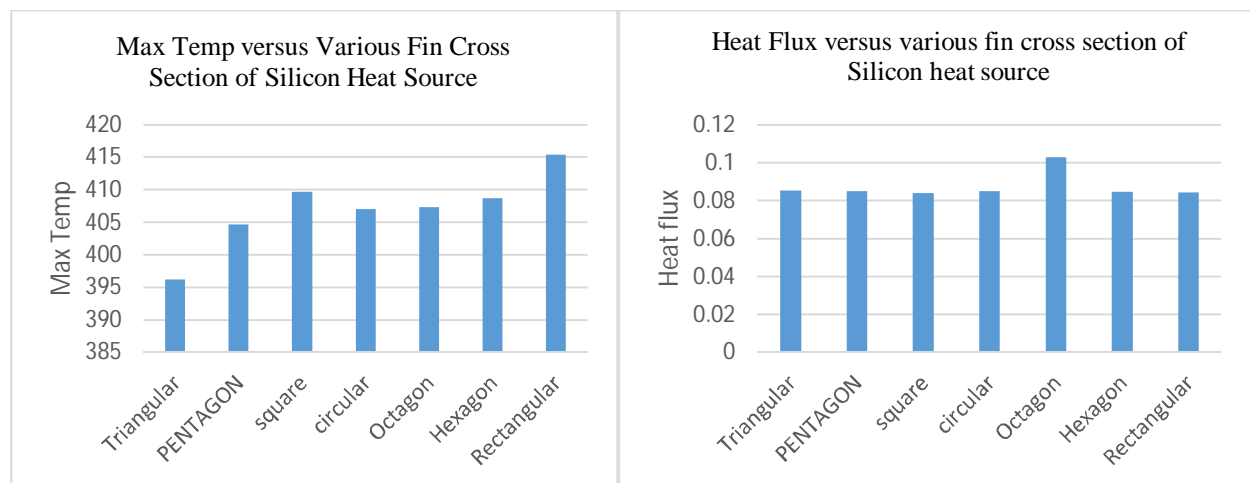 Max Temp versus Various Fin Cross
Section of Silicon Heat Source
Max Temp
420
415
410
405
400
395
390
385
Triangular
PENTAGON
square
circular
Octagon
Hexagon
Rectangular
Heat Flux versus various fin cross section of
Silicon heat source
Heat flux
0.12
0.1
0.08
0.06
0.04
0.02
0
Triangular
PENTAGON
square
circular
Octagon
Hexagon
Rectangular